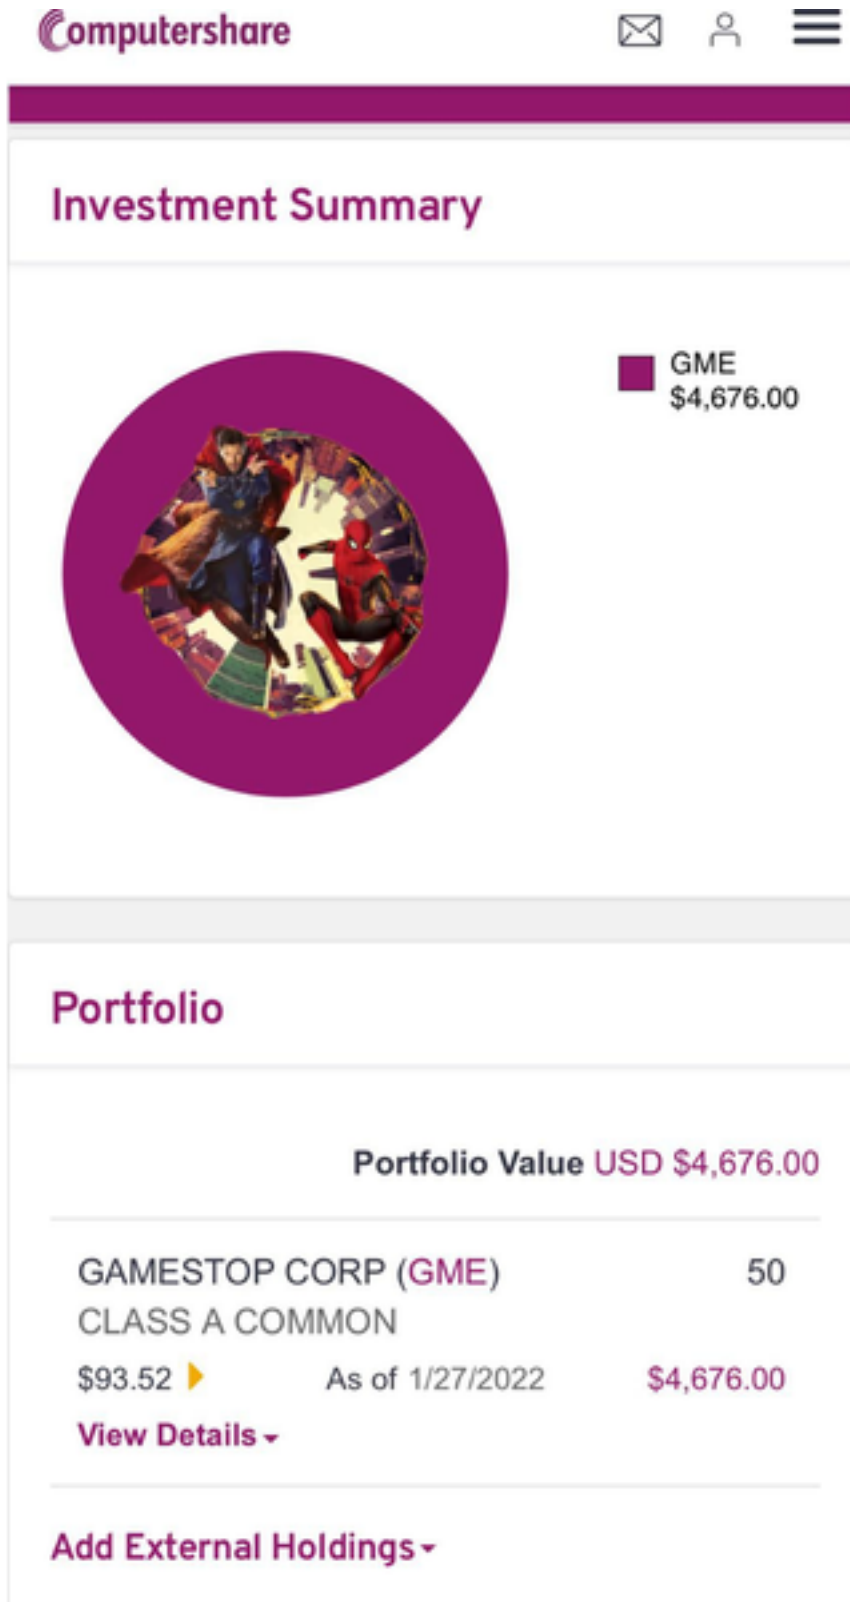 Computershare
Investment Summary
GME
$4,676.00
Portfolio
Portfolio Value USD $4,676.00
GAMESTOP CORP (GME) 50
CLASS A COMMON
$93.52 As of 1/27/2022 $4,676.00
View Details
Add External Holdings